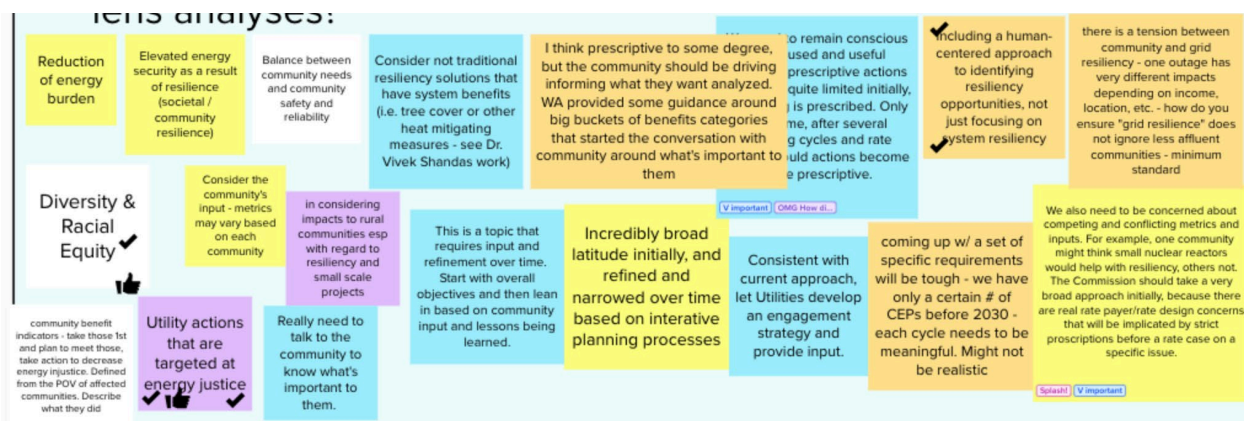 lens analyses?
Reduction
of energy
burden
Elevated energy
security as a result
of resilience
(societal /
community
resilience)
Balance between
community needs
and community
safety and
reliability
Consider not traditional
resiliency solutions that
have system benefits
(i.e. tree cover or other
heat mitigating
measures - see Dr.
Vivek Shandas work)
I think prescriptive to some degree,
but the community should be driving
informing what they want analyzed.
WA provided some guidance around
big buckets of benefits categories
that started the conversation with
community around what's important to
them
to remain conscious
used and useful
prescriptive actions
quite limited initially,
is prescribed. Only
me, after several
g cycles and rate
uld actions become
prescriptive.
V important
OMG How di...
Including a human-
centered approach
to identifying
resiliency
opportunities, not
just focusing on
system resiliency
there is a tension between
community and grid
resiliency - one outage has
very different impacts
depending on income,
location, etc. - how do you
ensure "grid resilience" does
not ignore less affluent
communities - minimum
standard
Diversity &
Racial
Equity
Consider the
community's
input - metrics
may vary based
on each
community
in considering
impacts to rural
communities esp
with regard to
resiliency and
small scale
projects
This is a topic that
requires input and
refinement over time.
Start with overall
objectives and then lean
in based on community
input and lessons being
learned.
Incredibly broad
latitude initially, and
refined and
narrowed over time
based on interative
planning processes
Consistent with
current approach,
let Utilities develop
an engagement
strategy and
provide input.
coming up w/ a set of
specific requirements
will be tough - we have
only a certain # of
CEPs before 2030 -
each cycle needs to be
meaningful. Might not
be realistic
We also need to be concerned about
competing and conflicting metrics and
inputs. For example, one community
might think small nuclear reactors
would help with resiliency, others not.
The Commission should take a very
broad approach initially, because there
are real rate payer/rate design concerns
that will be implicated by strict
proscriptions before a rate case on a
specific issue.
Splash!
V important
community benefit
indicators - take those 1st
and plan to meet those,
take action to decrease
energy injustice. Defined
from the POV of affected
communities. Describe
what they did
Utility actions
that are
targeted at
energy justice
Really need to
talk to the
community to
know what's
important to
them.